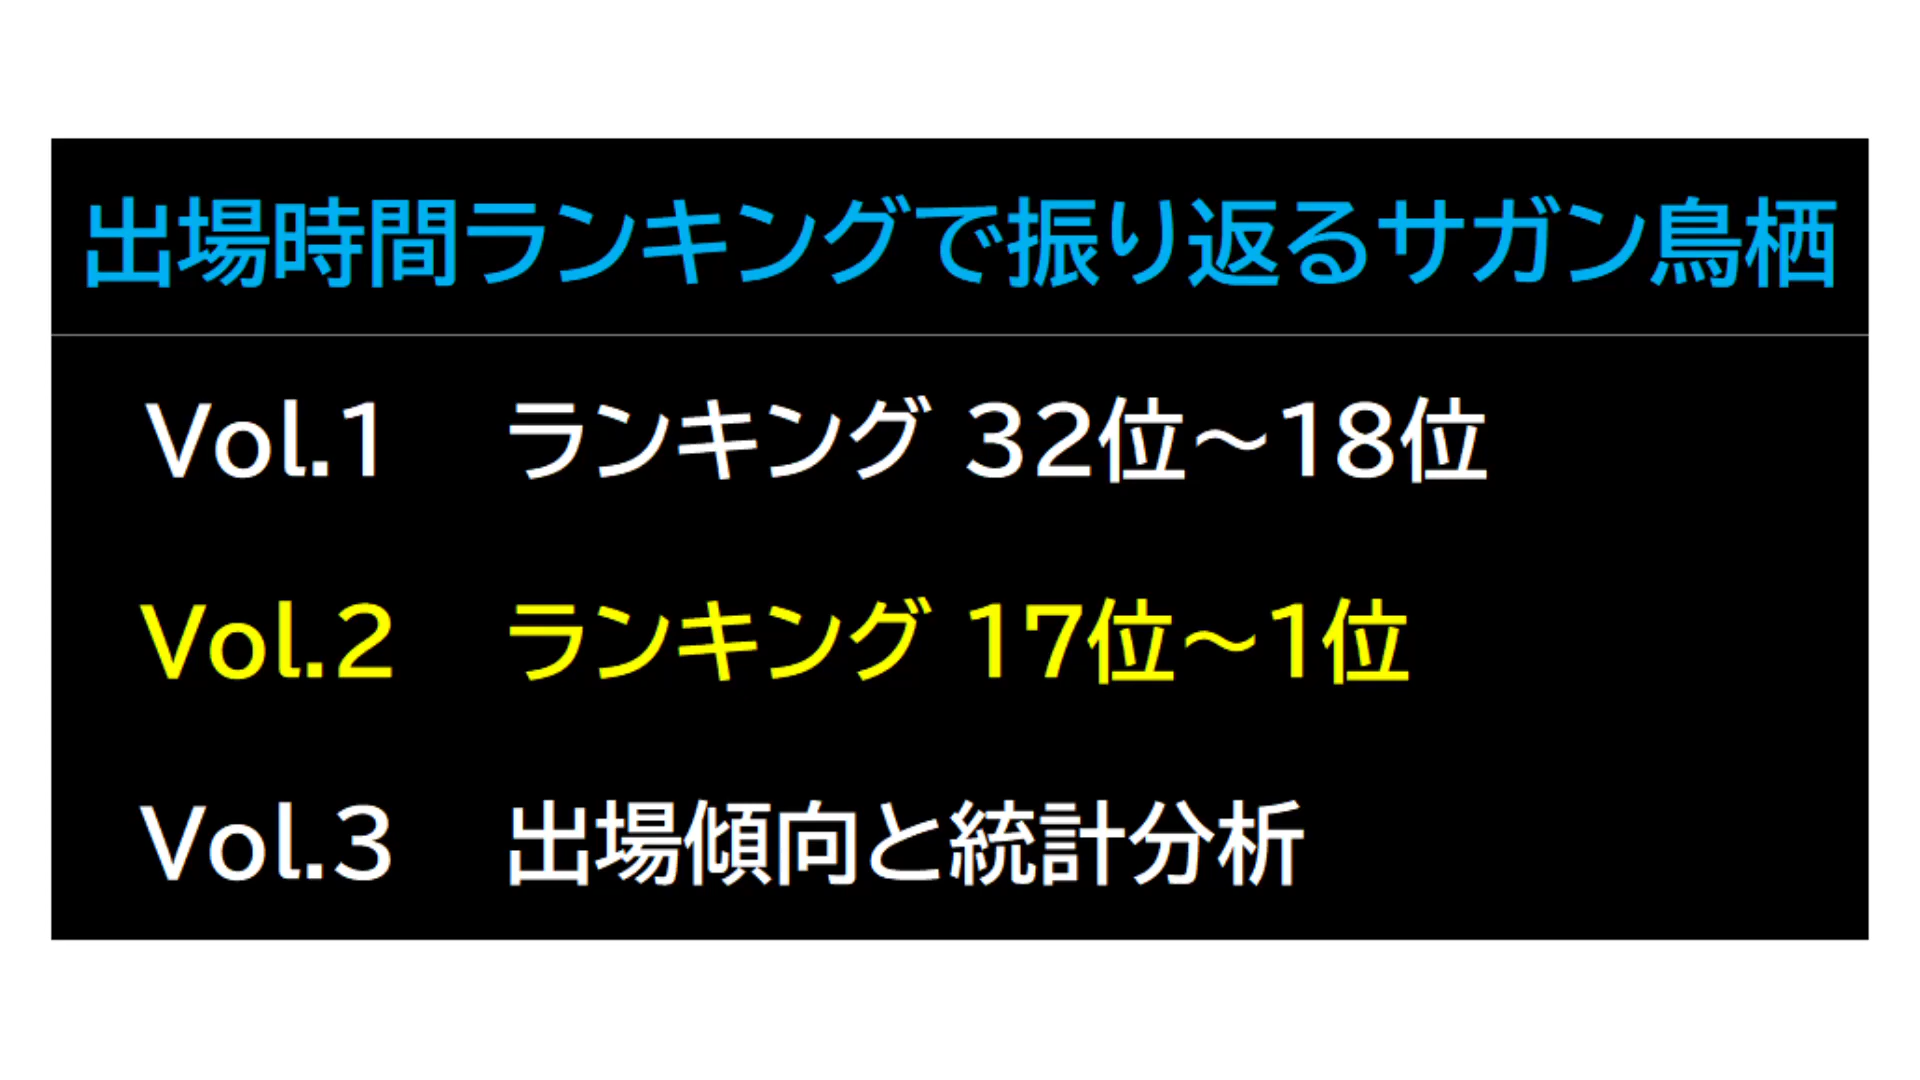 出場時間ランキングで振り返るサガン鳥栖
Vol.1 ランキング 32位～18位
Vol.2 ランキング 17位～1位
Vol.3 出場傾向と統計分析